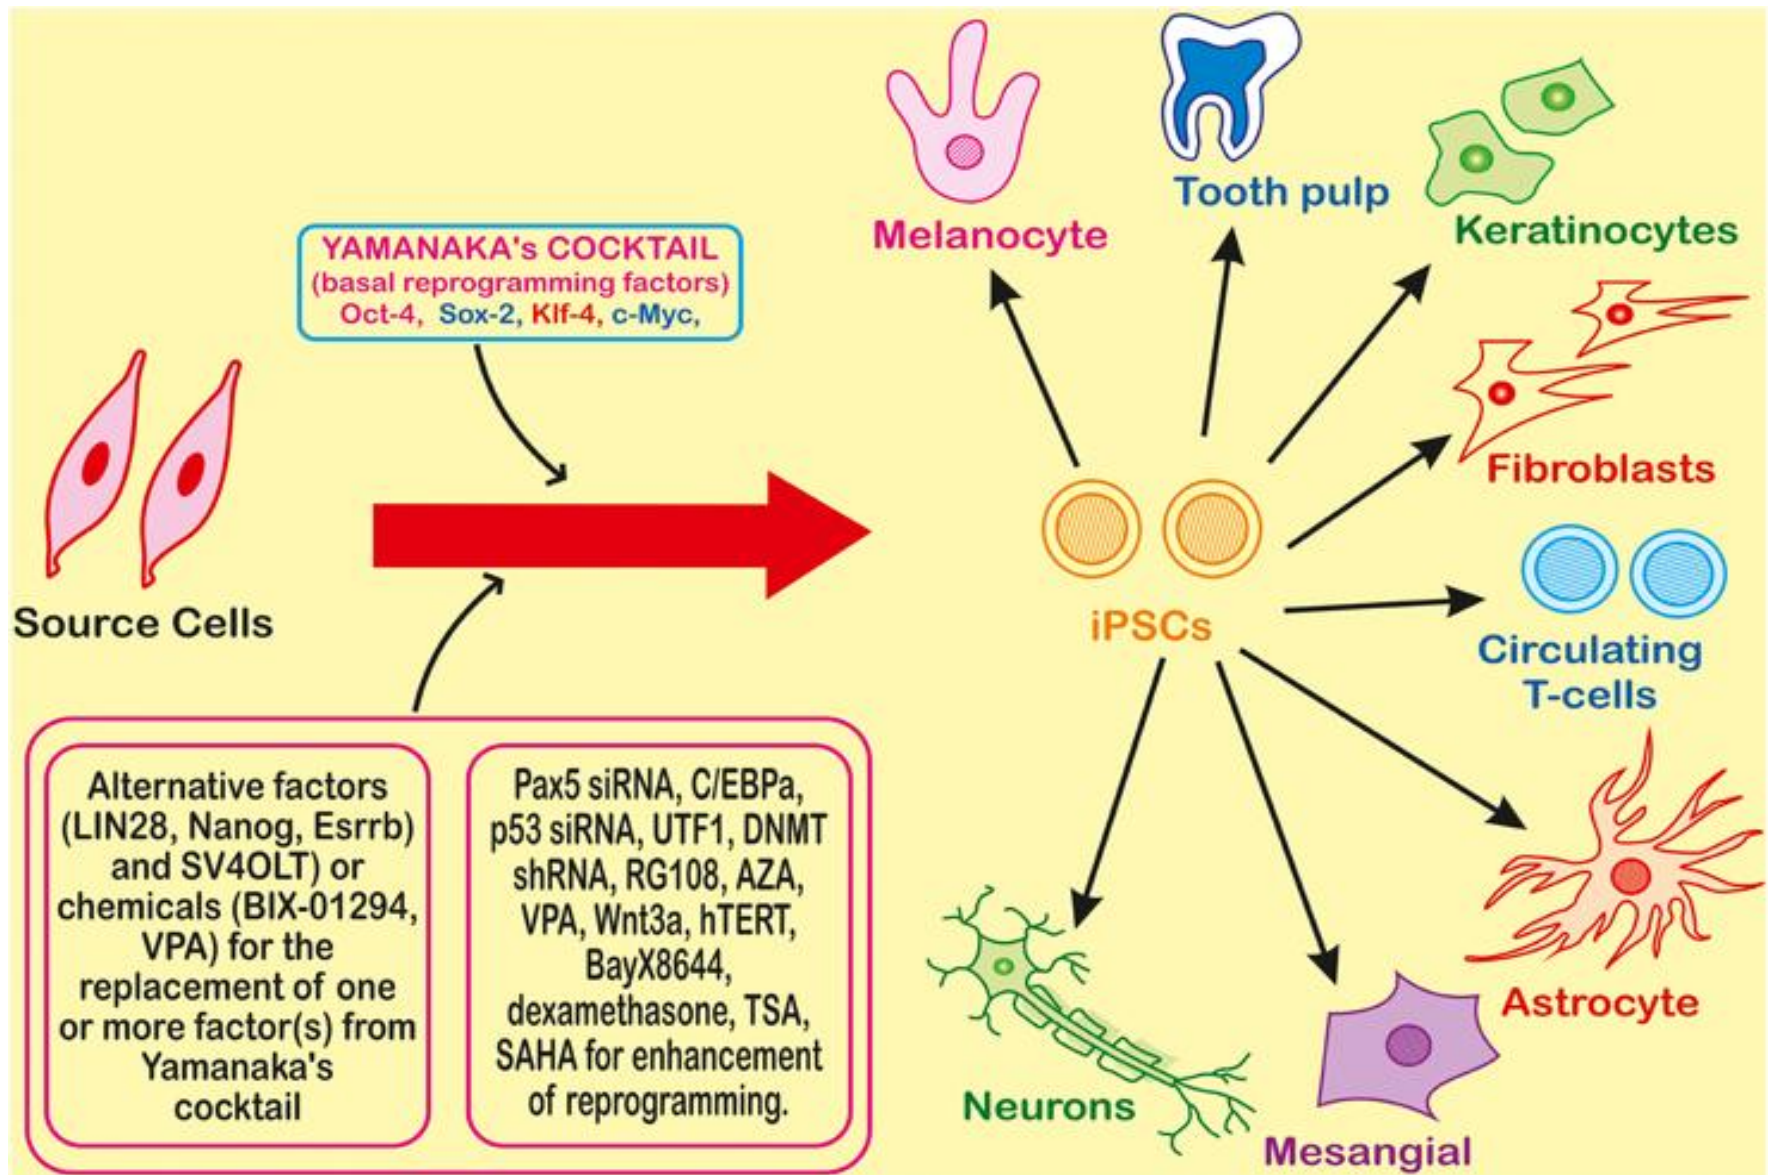 YAMANAKA's COCKTAIL
(basal reprogramming factors)
Oct-4, Sox-2, Klf-4, c-Myc,
Source Cells
Alternative factors
(LIN28, Nanog, Esrrb)
and SV4OLT) or
chemicals (BIX-01294,
VPA) for the
replacement of one
or more factor(s) from
Yamanaka's
cocktail
Pax5 siRNA, C/EBPa,
p53 siRNA, UTF1, DNMT
shRNA, RG108, AZA,
VPA, Wnt3a, hTERT,
BayX8644,
dexamethasone, TSA,
SAHA for enhancement
of reprogramming.
iPSCs
Melanocyte
Tooth pulp
Keratinocytes
Fibroblasts
Circulating
T-cells
Astrocyte
Mesangial
Neurons